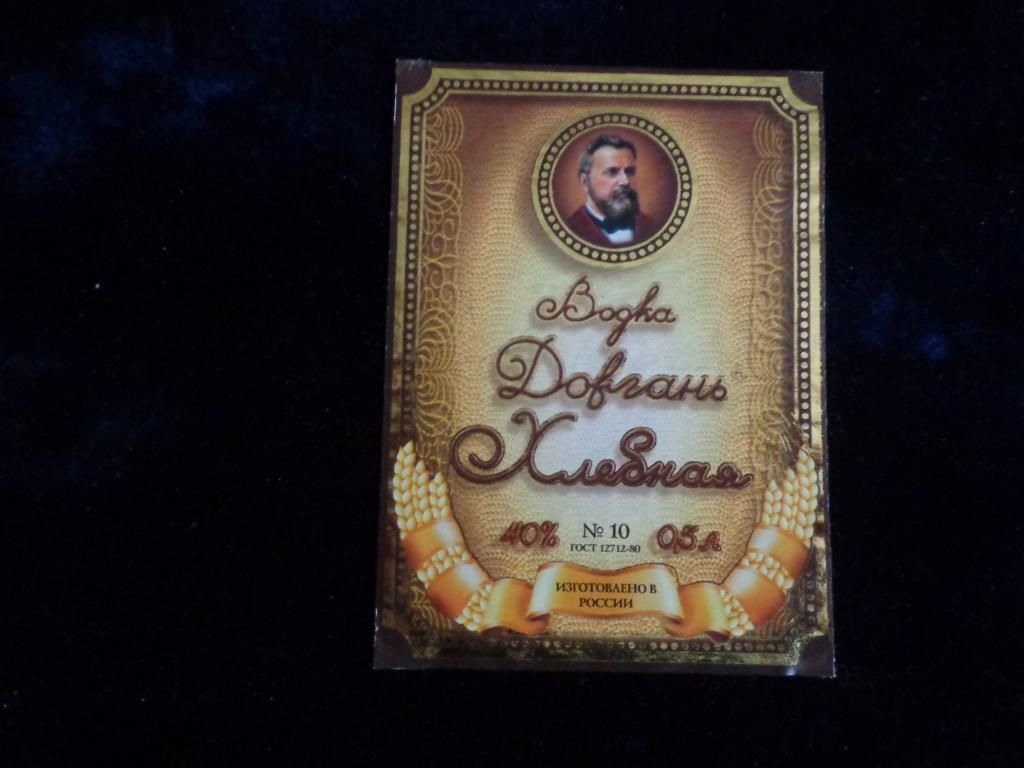 Водка
Довгань
Хлебная
40% № 10 0,5 л
ГОСТ 12712-80
ИЗГОТОВЛЕНО В
РОССИИ